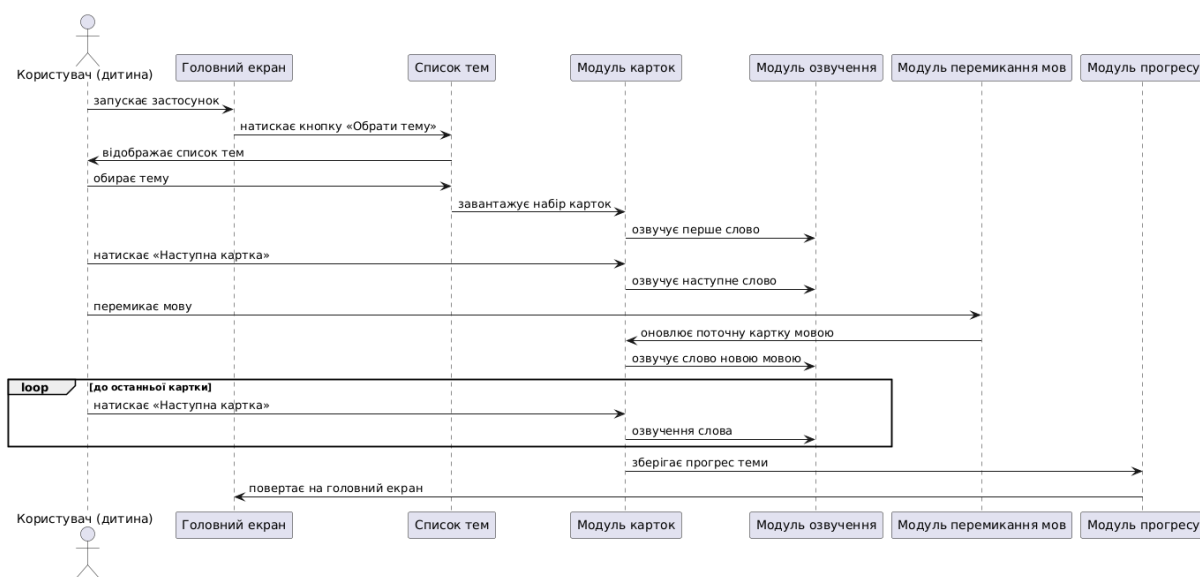 Користувач (дитина)
Головний екран
Список тем
Модуль карток
Модуль озвучення
Модуль перемикання мов
Модуль прогресу
запускає застосунок
натискає кнопку «Обрати тему»
відображає список тем
обирає тему
завантажує набір карток
озвучує перше слово
натискає «Наступна картка»
озвучує наступне слово
перемикає мову
оновлює поточну картку мовою
озвучує слово новою мовою
loop
[до останньої картки]
натискає «Наступна картка»
озвучення слова
зберігає прогрес теми
повертає на головний екран
Користувач (дитина)
Головний екран
Список тем
Модуль карток
Модуль озвучення
Модуль перемикання мов
Модуль прогресу